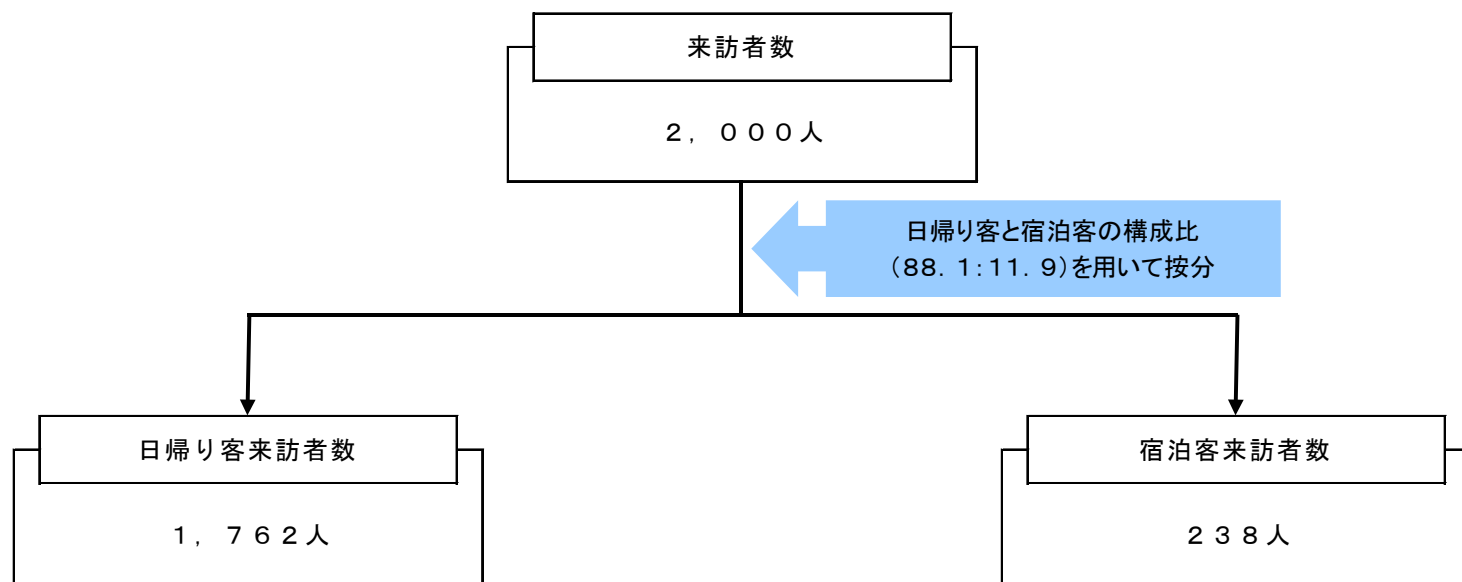 来訪者数
２，０００人
日帰り客と宿泊客の構成比
（８８．１：１１．９）を用いて按分
日帰り客来訪者数
宿泊客来訪者数
１，７６２人
２３８人